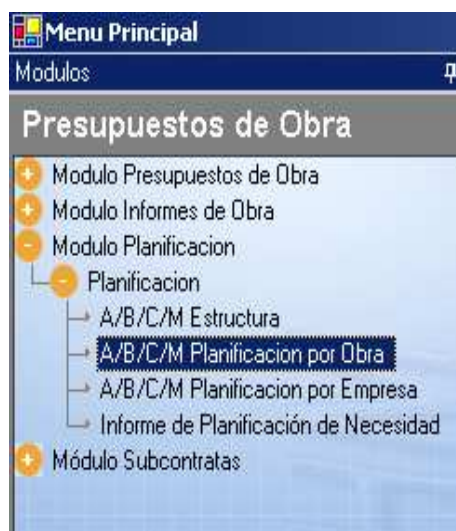 Menu Principal
Modulos
Presupuestos de Obra
Modulo Presupuestos de Obra
Modulo Informes de Obra
Modulo Planificacion
Planificacion
A/B/C/M Estructura
A/B/C/M Planificacion por Obra
A/B/C/M Planificacion por Empresa
Informe de Planificación de Necesidad
Módulo Subcontratas